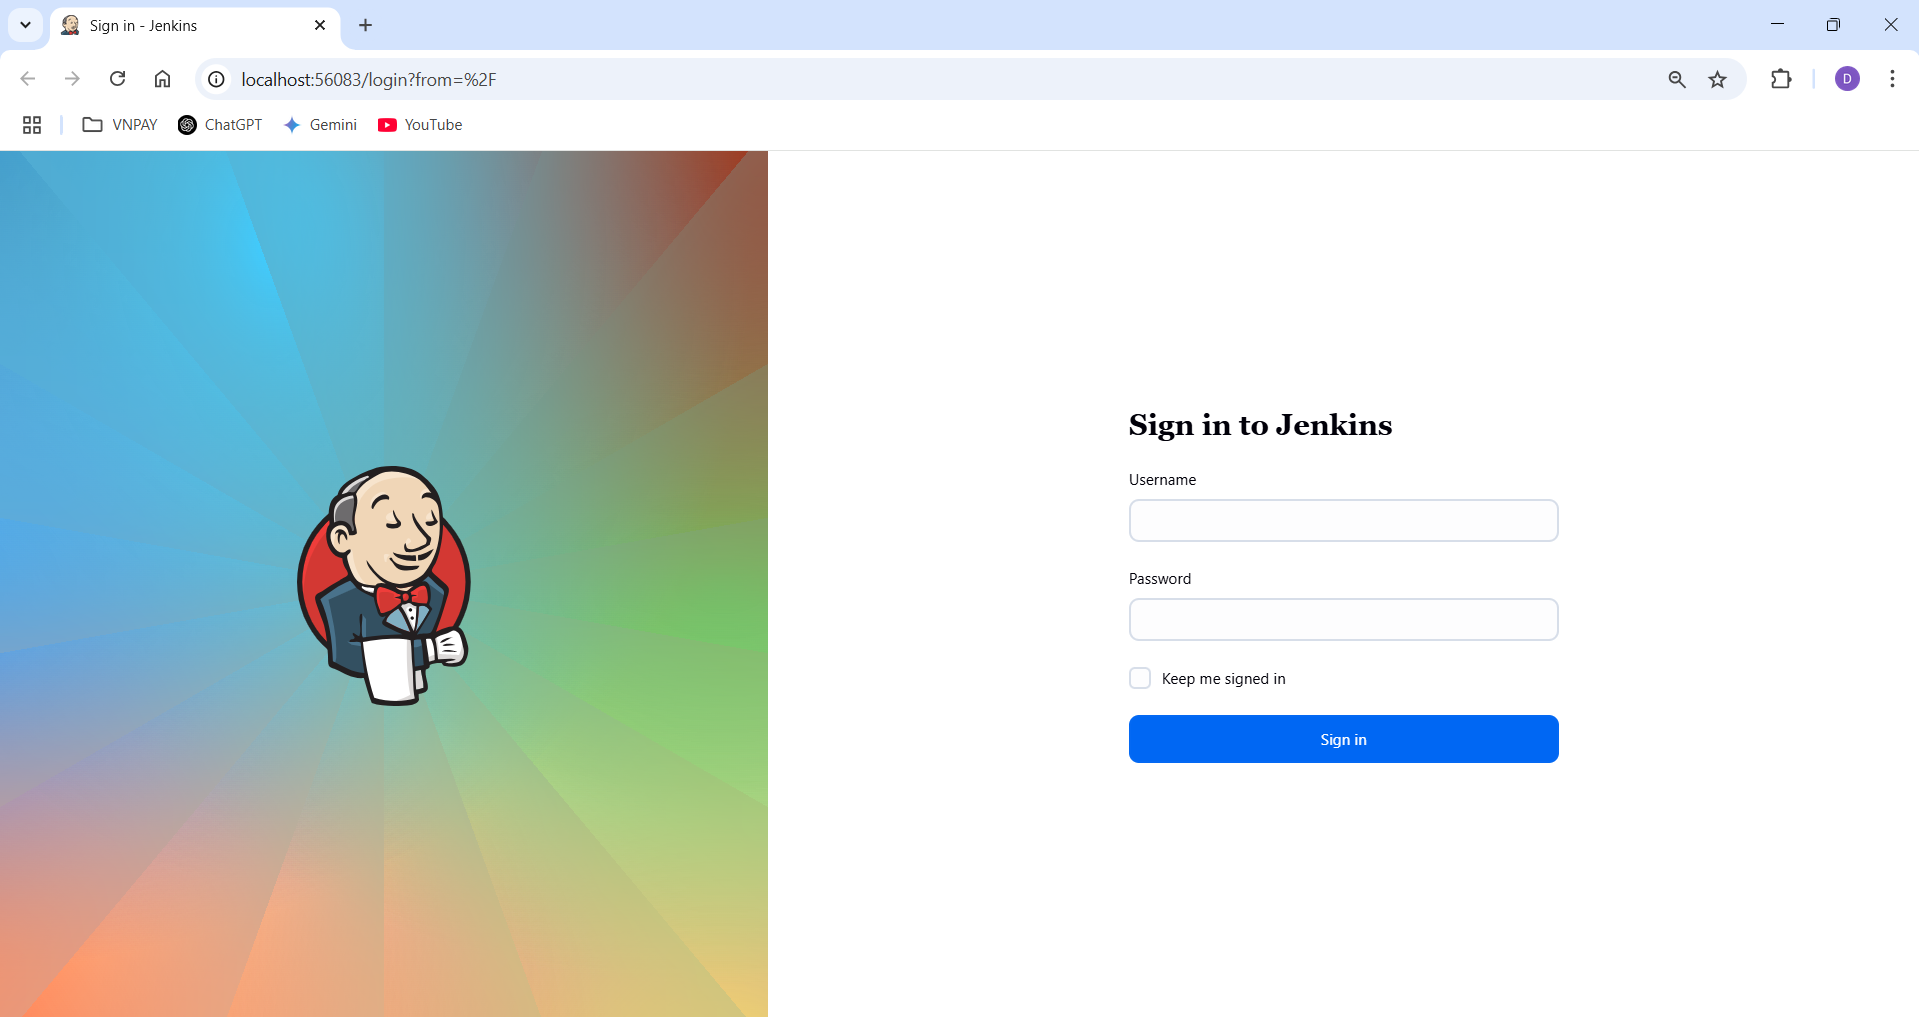 Sign in - Jenkins
localhost:56083/login?from=%2F
D
VNPAY
ChatGPT
Gemini
YouTube
Sign in to Jenkins
Username
Password
Keep me signed in
Sign in